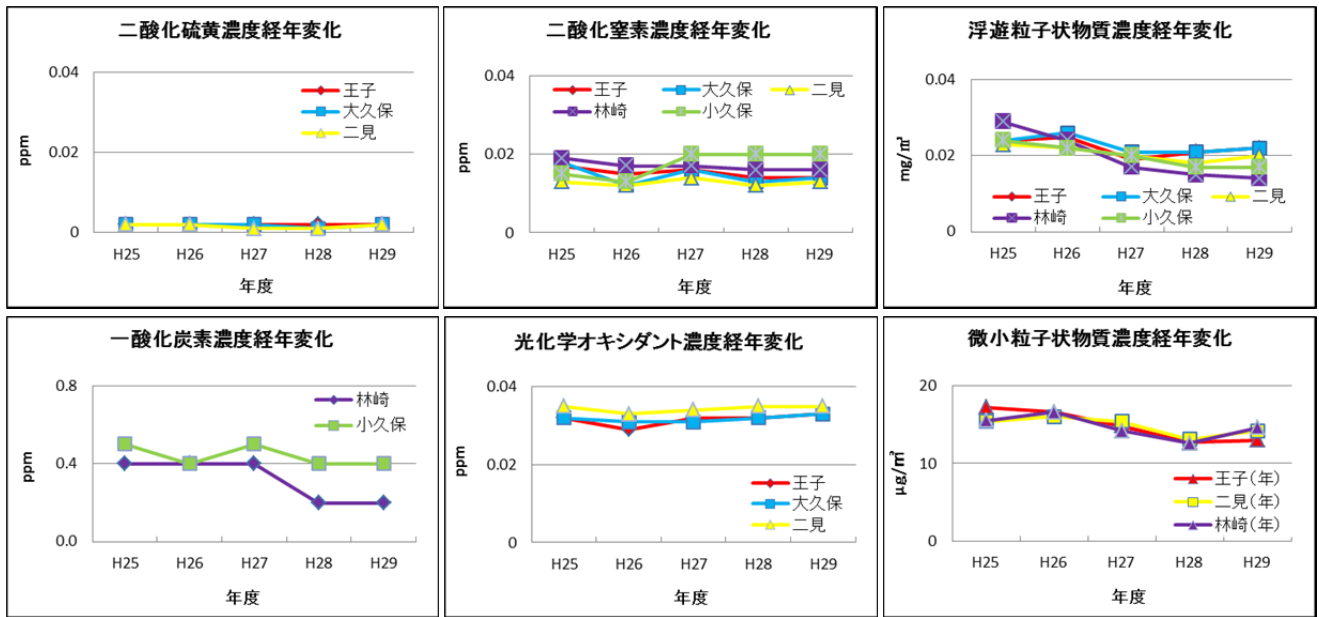 二酸化硫黄濃度経年変化
0.04
0.02
0
ppm
王子
大久保
二見
H25 H26 H27 H28 H29
年度
二酸化窒素濃度経年変化
0.04
0.02
0
ppm
王子 大久保 二見
林崎 小久保
H25 H26 H27 H28 H29
年度
浮遊粒子状物質濃度経年変化
0.04
0.02
0
mg/㎥
王子 大久保 二見
林崎 小久保
H25 H26 H27 H28 H29
年度
一酸化炭素濃度経年変化
0.8
0.4
0.0
ppm
林崎
小久保
H25 H26 H27 H28 H29
年度
光化学オキシダント濃度経年変化
0.04
0.02
0
ppm
王子
大久保
二見
H25 H26 H27 H28 H29
年度
微小粒子状物質濃度経年変化
20
10
0
μg/㎥
王子(年)
二見(年)
林崎(年)
H25 H26 H27 H28 H29
年度